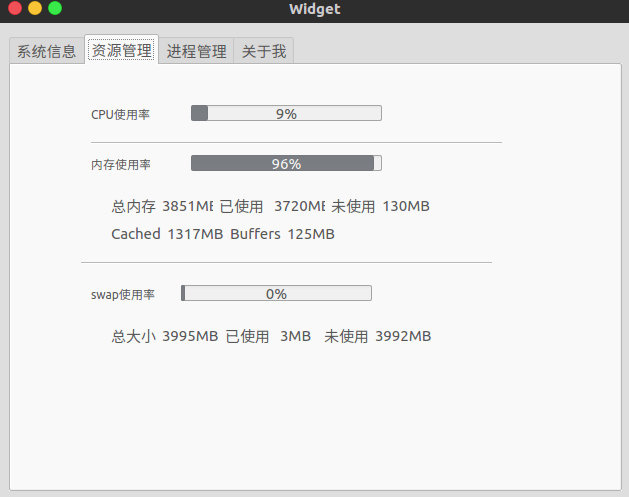 Widget
系统信息 资源管理 进程管理 关于我
CPU使用率 9%
内存使用率 96%
总内存 3851MB 已使用 3720MB 未使用 130MB
Cached 1317MB Buffers 125MB
swap使用率 0%
总大小 3995MB 已使用 3MB 未使用 3992MB